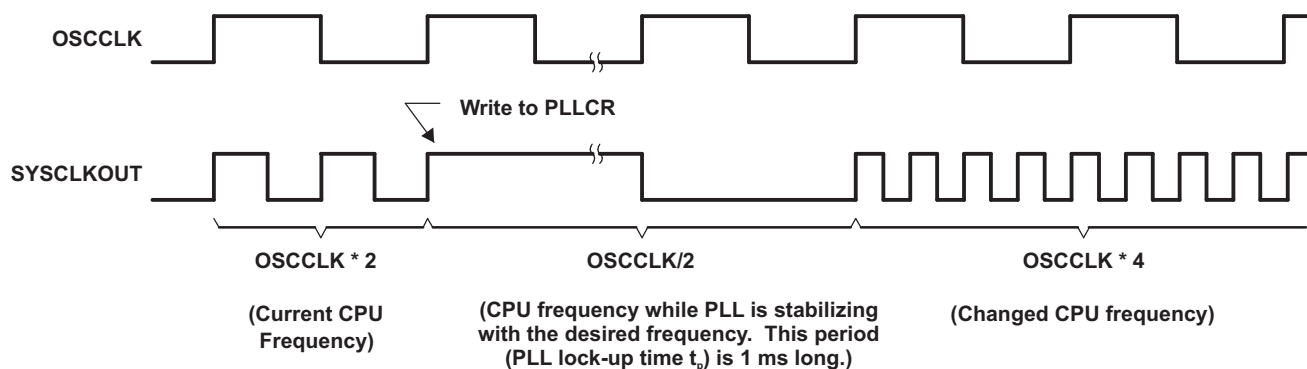 OSCCLK
Write to PLLCR
SYSCLKOUT
OSCCLK * 2
(Current CPU
Frequency)
OSCCLK/2
(CPU frequency while PLL is stabilizing
with the desired frequency. This period
(PLL lock-up time tp) is 1 ms long.)
OSCCLK * 4
(Changed CPU frequency)